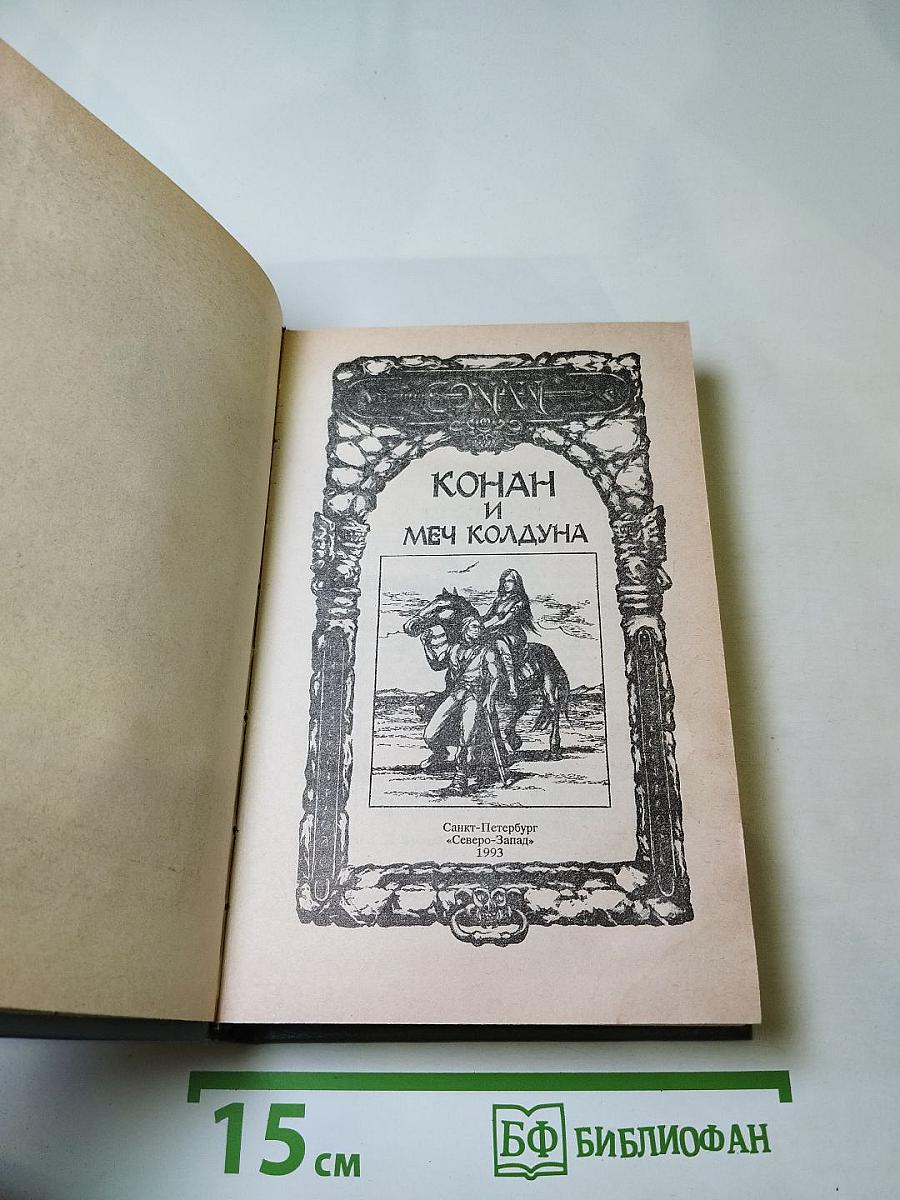 CONAN
КОНАН
И
МЕЧ КОЛДУНА
Санкт-Петербург
«Северо-Запад»
1993
15 см
БФ БИБЛИОФАН